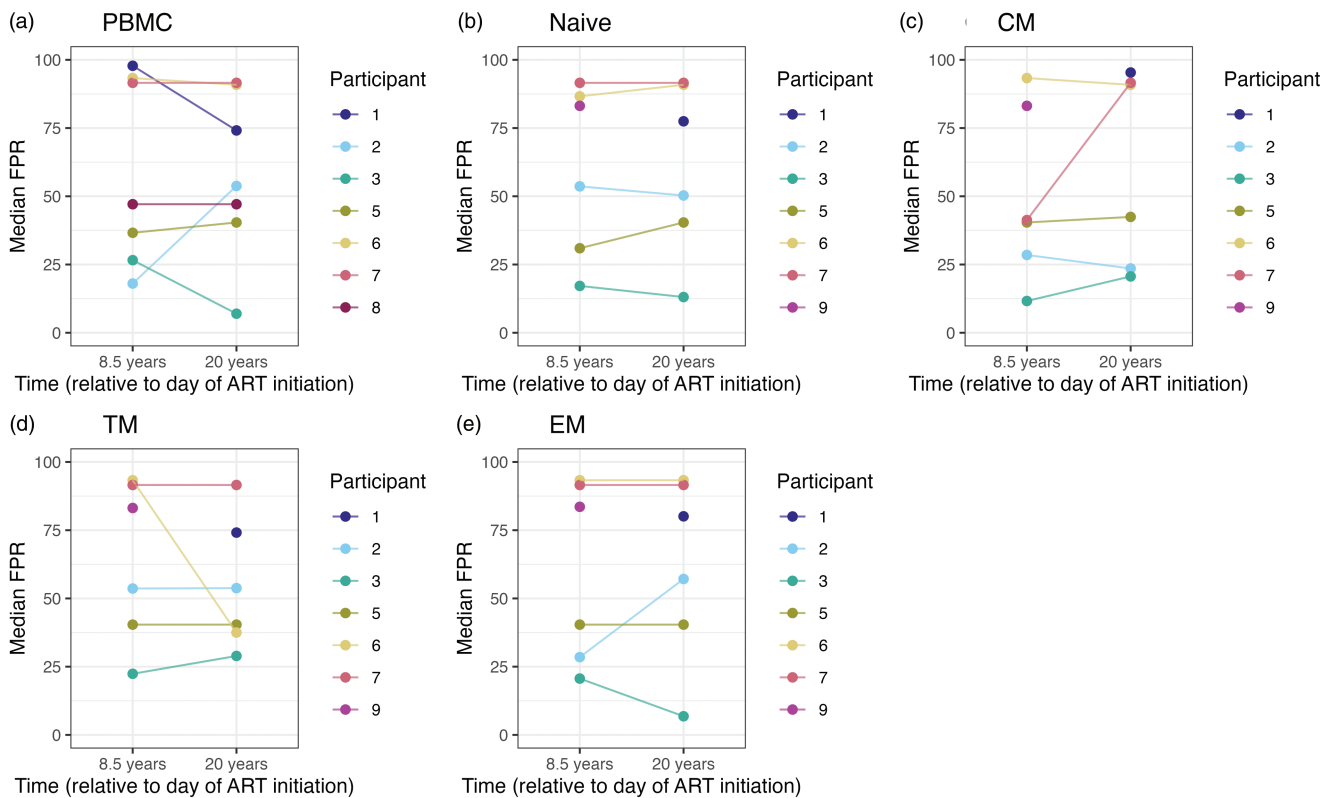 (a) PBMC
100
75
50
25
0
Median FPR
8.5 years 20 years
Time (relative to day of ART initiation)
Participant
1
2
3
5
6
7
8
(b) Naive
100
75
50
25
0
Median FPR
8.5 years 20 years
Time (relative to day of ART initiation)
Participant
1
2
3
5
6
7
9
(c) CM
100
75
50
25
0
Median FPR
8.5 years 20 years
Time (relative to day of ART initiation)
Participant
1
2
3
5
6
7
9
(d) TM
100
75
50
25
0
Median FPR
8.5 years 20 years
Time (relative to day of ART initiation)
Participant
1
2
3
5
6
7
9
(e) EM
100
75
50
25
0
Median FPR
8.5 years 20 years
Time (relative to day of ART initiation)
Participant
1
2
3
5
6
7
9